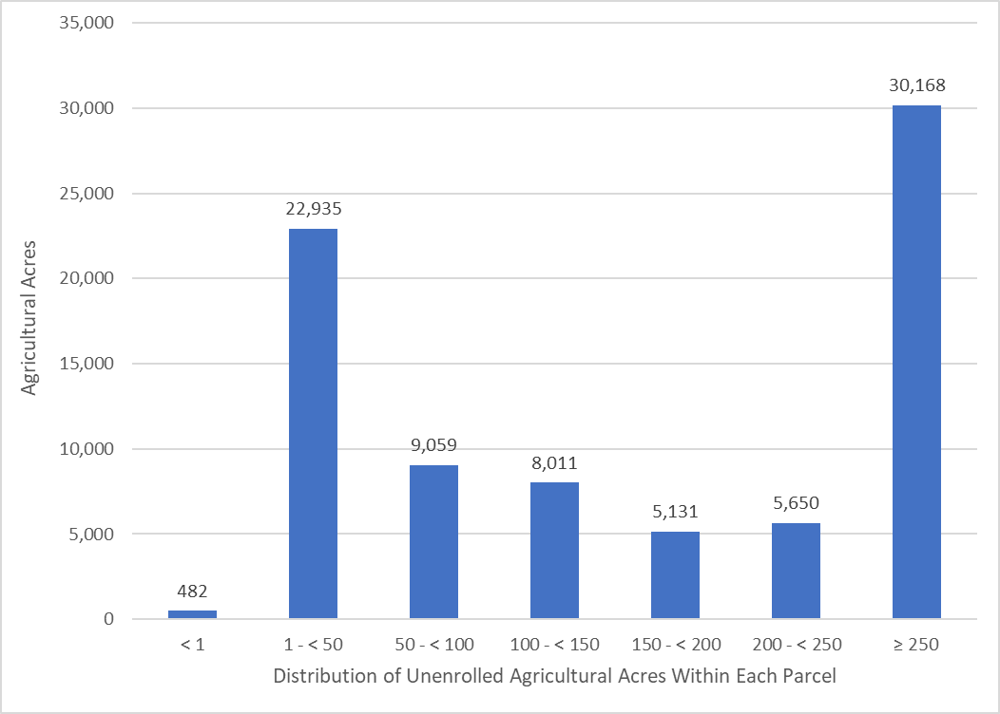 35,000
30,000
25,000
20,000
15,000
10,000
5,000
0
Agricultural Acres
482
22,935
9,059
8,011
5,131
5,650
30,168
< 1
1 - < 50
50 - < 100
100 - < 150
150 - < 200
200 - < 250
≥ 250
Distribution of Unenrolled Agricultural Acres Within Each Parcel